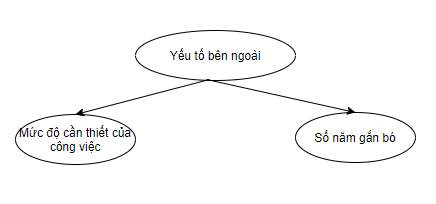 Yếu tố bên ngoài
Mức độ cần thiết của
công việc
Số năm gắn bó